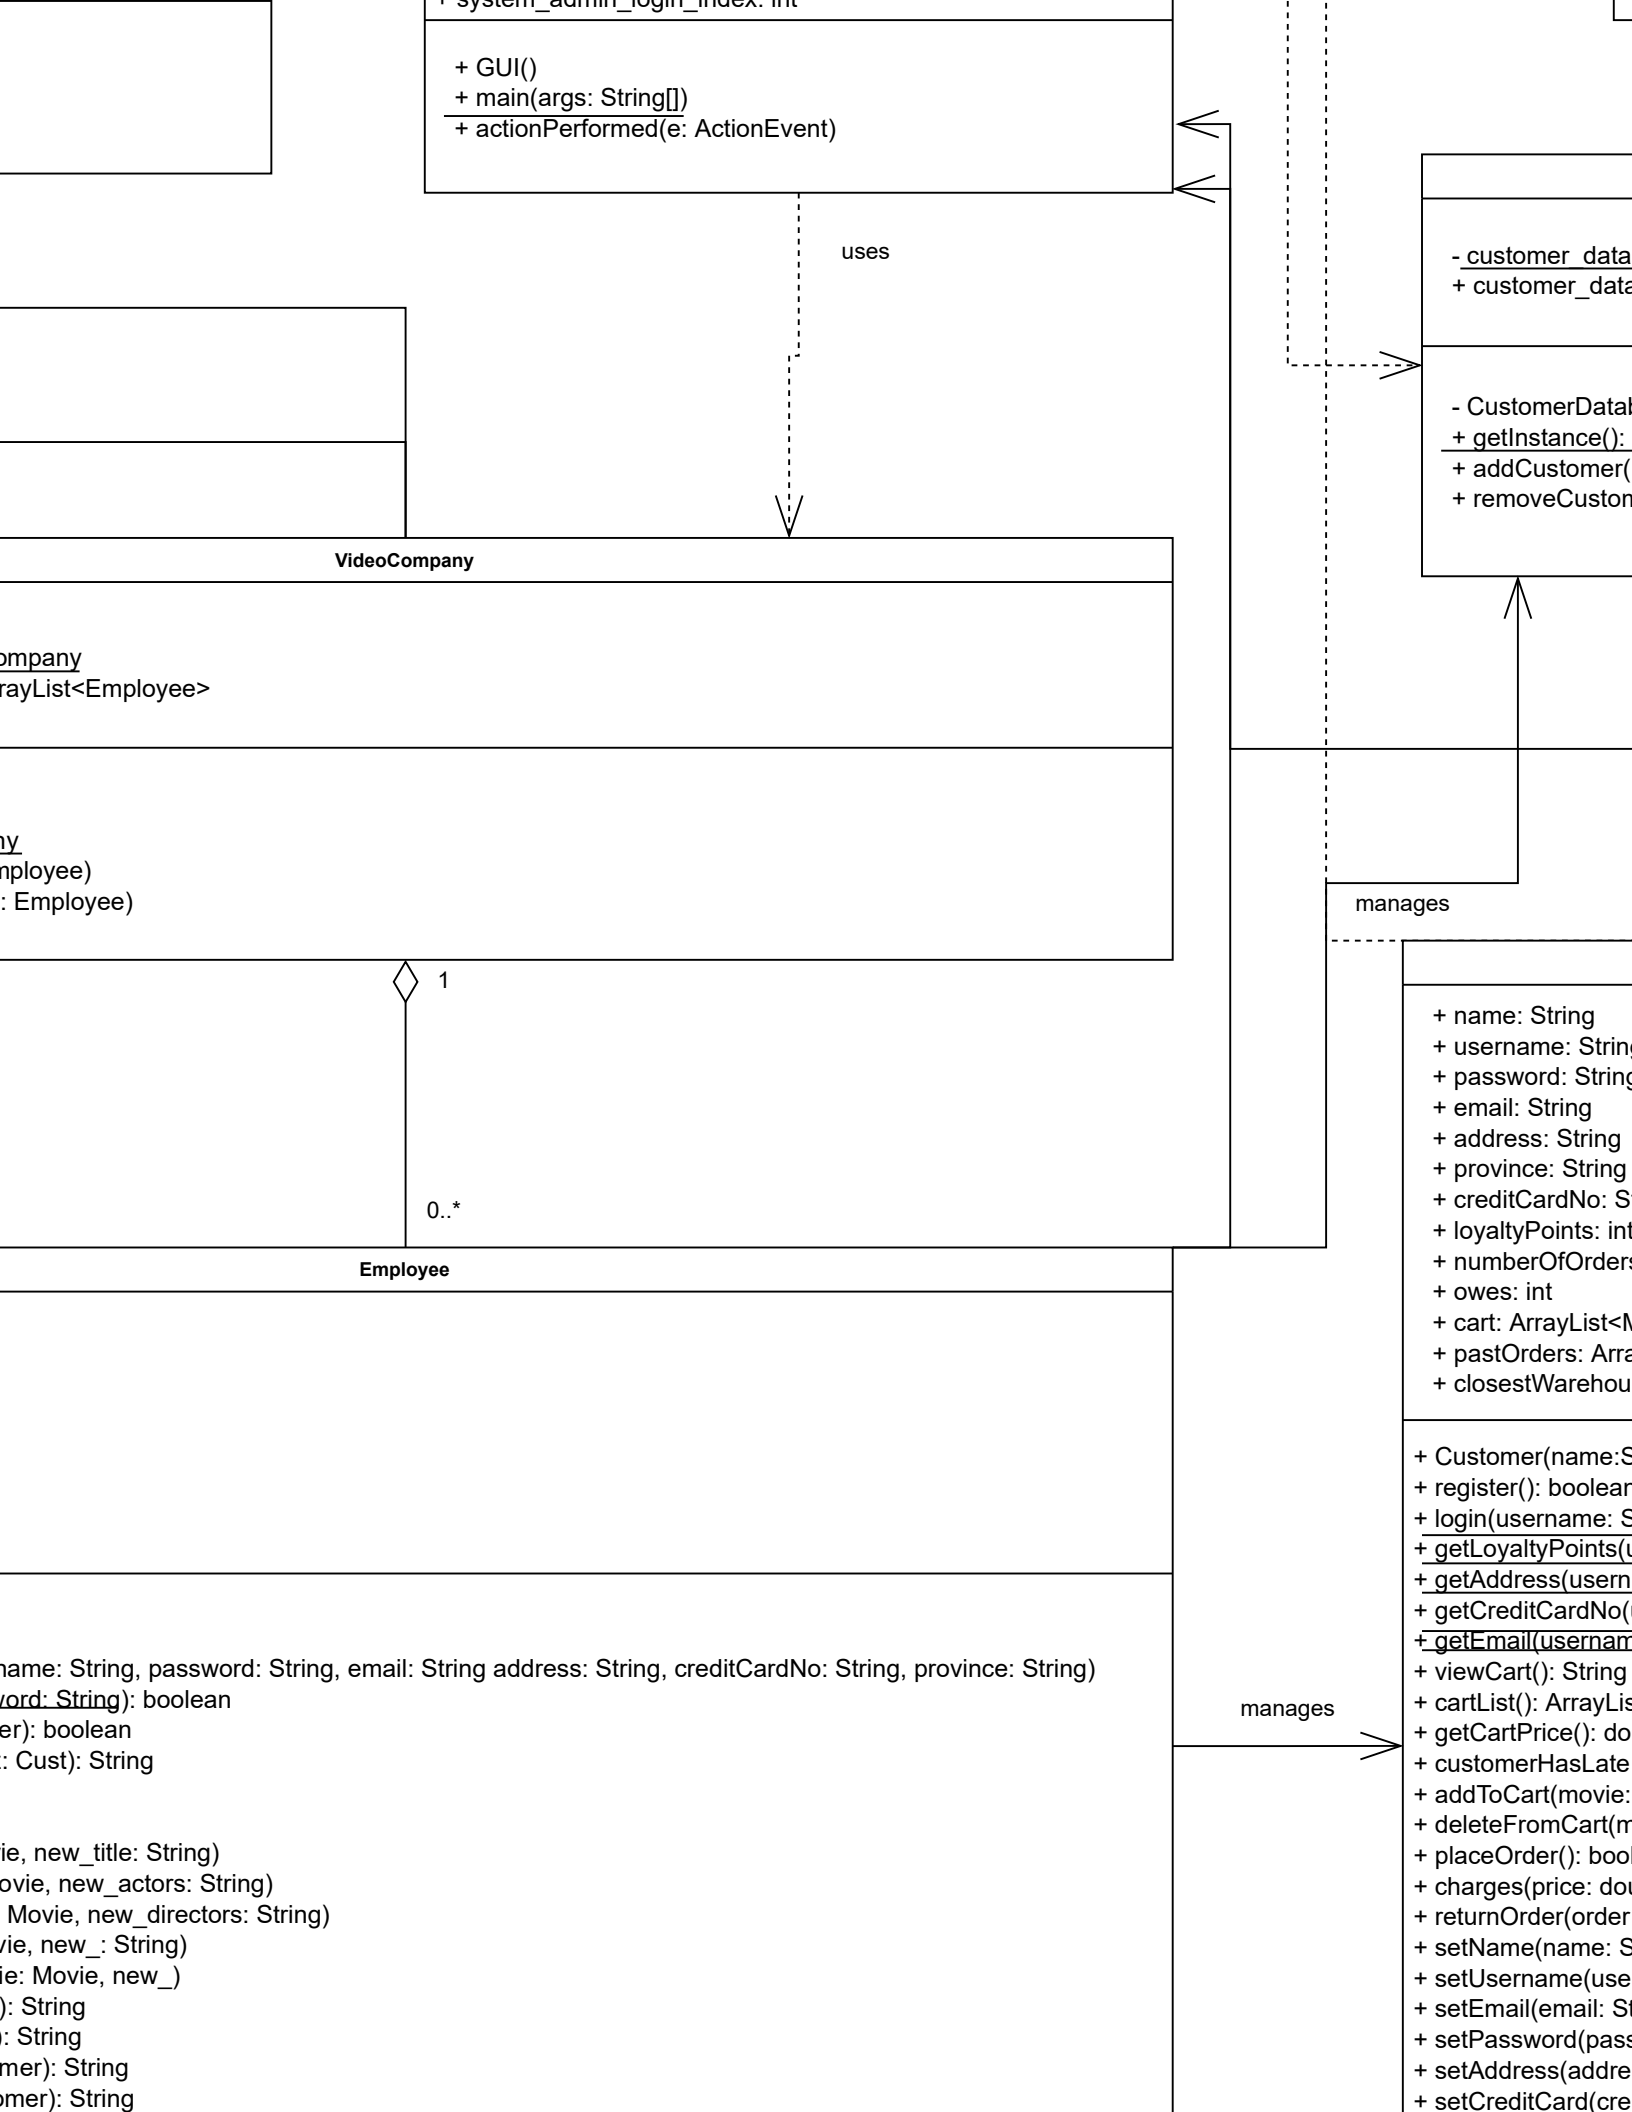 + system_admin_login_index: int
+ GUI()
+ main(args: String[])
+ actionPerformed(e: ActionEvent)
uses
- customer_data
+ customer_data
- CustomerDatab
+ getInstance():
+ addCustomer(
+ removeCustom
VideoCompany
ompany
rayList<Employee>
ny
mployee)
: Employee)
manages
1
0..*
+ name: String
+ username: String
+ password: String
+ email: String
+ address: String
+ province: String
+ creditCardNo: St
+ loyaltyPoints: int
+ numberOfOrders
+ owes: int
+ cart: ArrayList<M
+ pastOrders: Arra
+ closestWarehou
Employee
name: String, password: String, email: String address: String, creditCardNo: String, province: String)
word: String): boolean
er): boolean
t: Cust): String
ie, new_title: String)
ovie, new_actors: String)
Movie, new_directors: String)
vie, new_: String)
ie: Movie, new_)
): String
): String
mer): String
omer): String
manages
+ Customer(name:S
+ register(): boolean
+ login(username: S
+ getLoyaltyPoints(u
+ getAddress(usern
+ getCreditCardNo(u
+ getEmail(usernam
+ viewCart(): String
+ cartList(): ArrayLis
+ getCartPrice(): do
+ customerHasLate
+ addToCart(movie:
+ deleteFromCart(m
+ placeOrder(): bool
+ charges(price: dou
+ returnOrder(order
+ setName(name: S
+ setUsername(use
+ setEmail(email: St
+ setPassword(pass
+ setAddress(addre
+ setCreditCard(cre